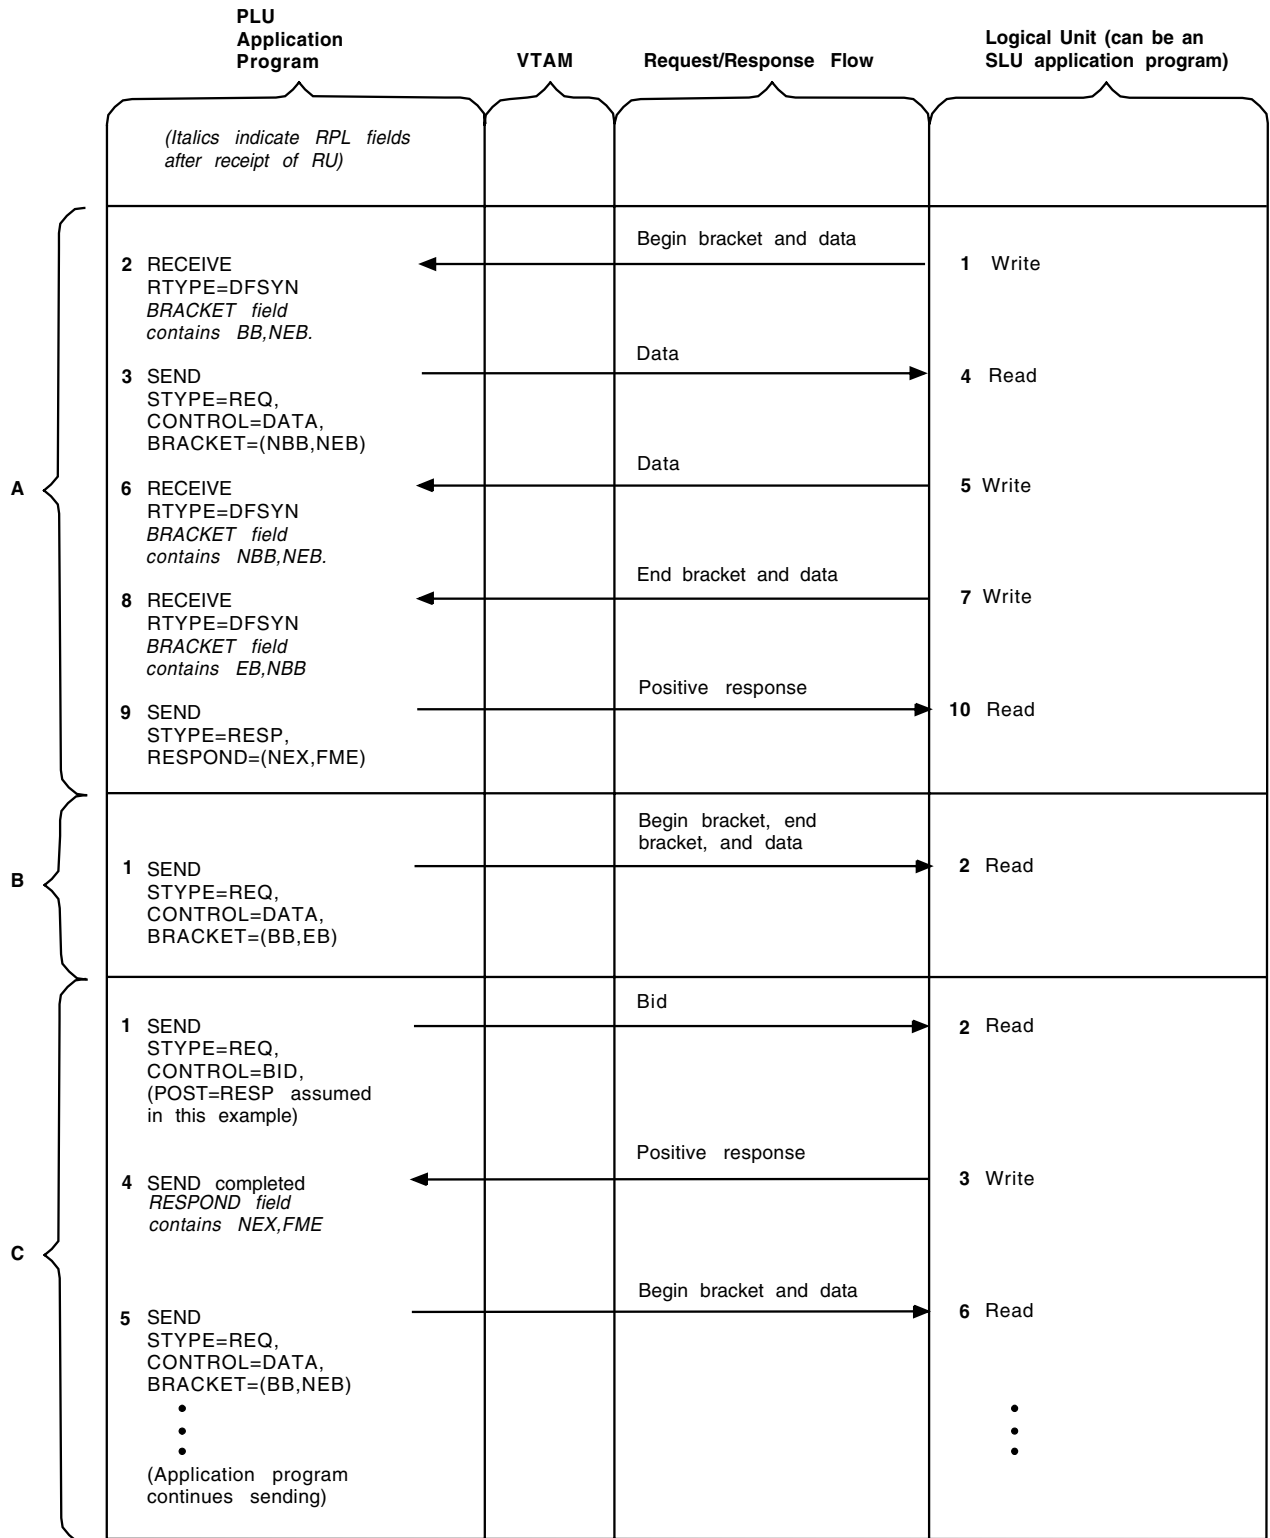 PLU
Application
Program
VTAM
Request/Response Flow
Logical Unit (can be an
SLU application program)
(Italics indicate RPL fields
after receipt of RU)
A
Begin bracket and data
2 RECEIVE
RTYPE=DFSYN
BRACKET field
contains BB,NEB.
1 Write
Data
3 SEND
STYPE=REQ,
CONTROL=DATA,
BRACKET=(NBB,NEB)
4 Read
Data
6 RECEIVE
RTYPE=DFSYN
BRACKET field
contains NBB,NEB.
5 Write
End bracket and data
8 RECEIVE
RTYPE=DFSYN
BRACKET field
contains EB,NBB
7 Write
Positive response
9 SEND
STYPE=RESP,
RESPOND=(NEX,FME)
10 Read
B
Begin bracket, end
bracket, and data
1 SEND
STYPE=REQ,
CONTROL=DATA,
BRACKET=(BB,EB)
2 Read
C
Bid
1 SEND
STYPE=REQ,
CONTROL=BID,
(POST=RESP assumed
in this example)
2 Read
Positive response
4 SEND completed
RESPOND field
contains NEX,FME
3 Write
Begin bracket and data
5 SEND
STYPE=REQ,
CONTROL=DATA,
BRACKET=(BB,NEB)
6 Read
(Application program
continues sending)